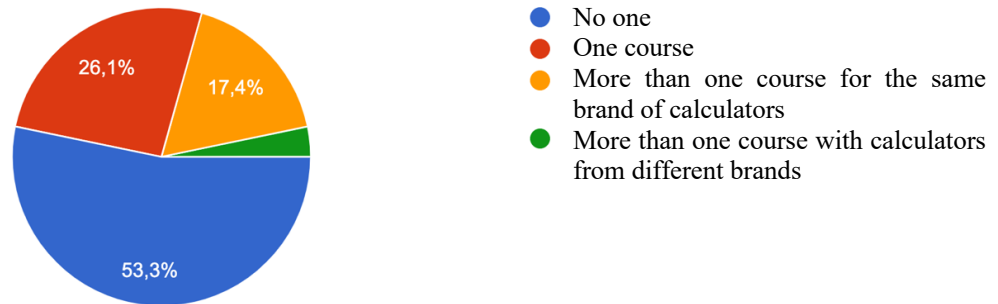 26,1%
17,4%
53,3%
No one
One course
More than one course for the same
brand of calculators
More than one course with calculators
from different brands